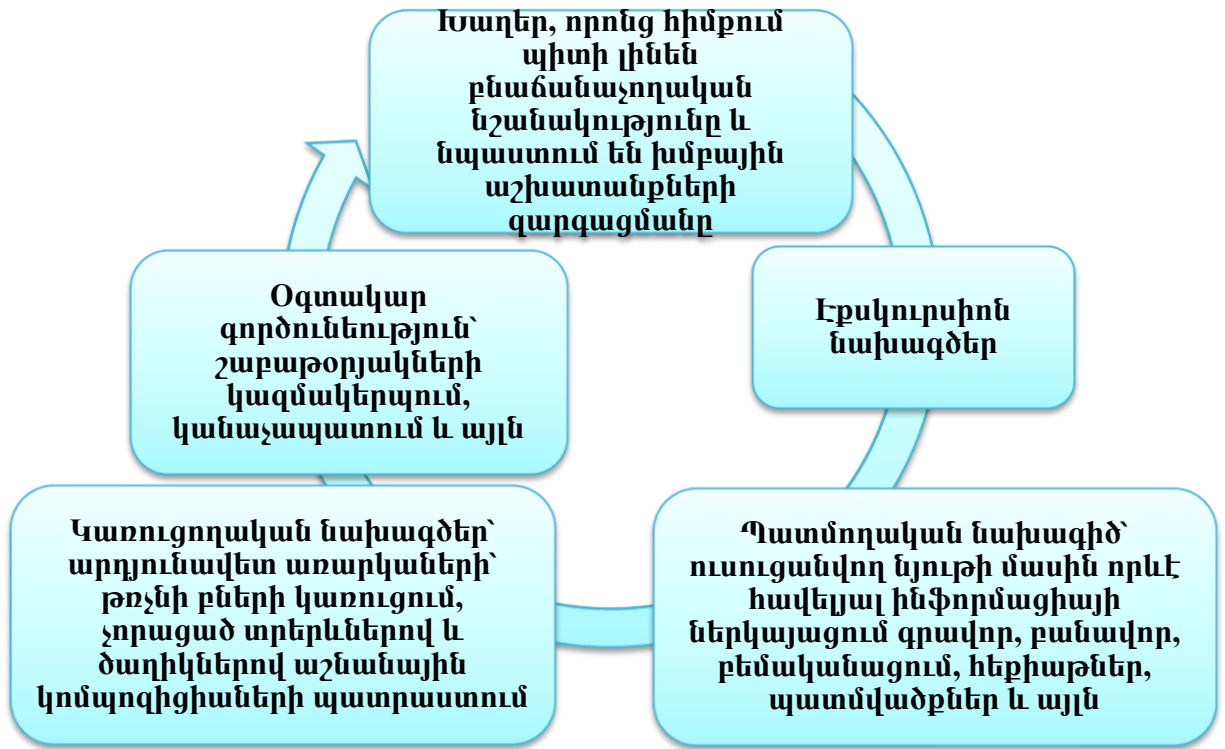 Խաղեր, որոնց հիմքում
պիտի լինեն
բնաճանաչողական
նշանակությունը և
նպաստում են խմբային
աշխատանքների
զարգացմանը
Էքսկուրսիոն
նախագծեր
Պատմողական նախագիծ՝
ուսուցանվող նյութի մասին որևէ
հավելյալ ինֆորմացիայի
ներկայացում գրավոր, բանավոր,
բեմականացում, հեքիաթներ,
պատմվածքներ և այլն
Կառուցողական նախագծեր՝
արդյունավետ առարկաների՝
թռչնի բների կառուցում,
չորացած տրերևներով և
ծաղիկներով աշնանային
կոմպոզիցիաների պատրաստում
Օգտակար
գործունեություն՝
շաբաթօրյակների
կազմակերպում,
կանաչապատում և այլն